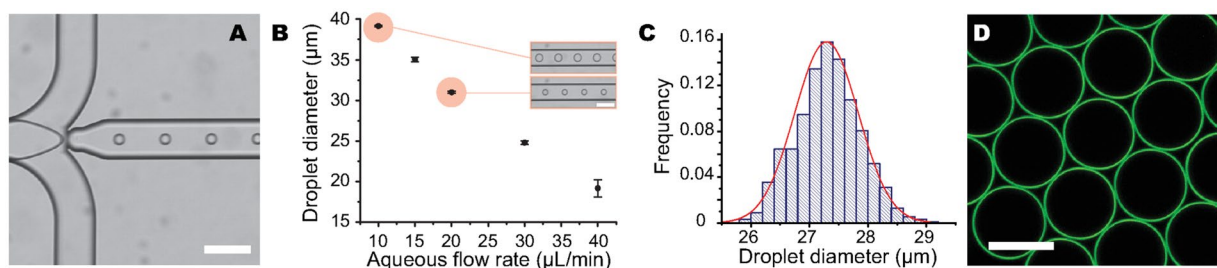 A
B
Droplet diameter (µm)
40
35
30
25
20
15
10 15 20 25 30 35 40
Aqueous flow rate (µL/min)
C
Frequency
0.16
0.12
0.08
0.04
0
26 27 28 29
Droplet diameter (µm)
D